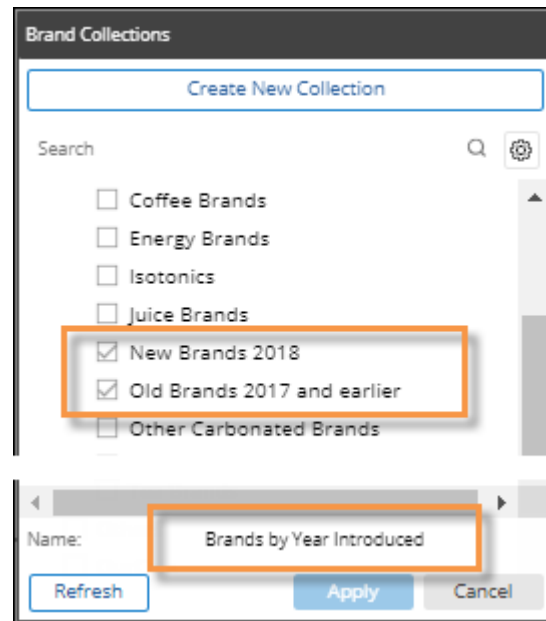 Brand Collections
Create New Collection
Search
Coffee Brands
Energy Brands
Isotonics
Juice Brands
New Brands 2018
Old Brands 2017 and earlier
Other Carbonated Brands
Name: Brands by Year Introduced
Refresh Apply Cancel